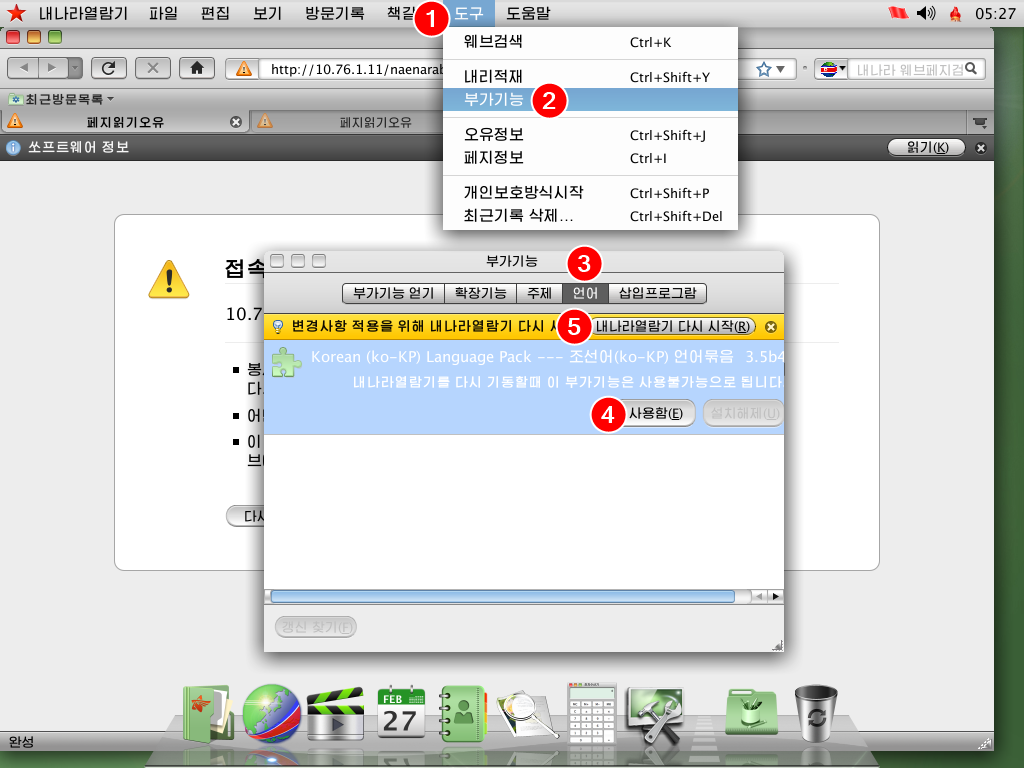 내나라열람기 파일 편집 보기 방문기록 도구 도움말 05:27
1
웨브검색 Ctrl+K
내리적재 Ctrl+Shift+Y
부가기능
2
오유정보 Ctrl+Shift+J
페지정보 Ctrl+I
개인보호방식시작 Ctrl+Shift+P
최근기록 삭제... Ctrl+Shift+Del
http://10.76.1.11/naenara
내나라 웨브페지검
최근방문목록
페지읽기오유 페지읽기오유
쏘프트웨어 정보 읽기(K)
접속
10.7
이
부가기능
3
부가기능 얻기 확장기능 주제 언어 삽입프로그람
변경사항 적용을 위해 내나라열람기 다시 5 내나라열람기 다시 시작(R)
Korean (ko-KP) Language Pack --- 조선어(ko-KP) 언어묶음 3.5b4
내나라열람기를 다시 기동할때 이 부가기능은 사용불가능으로 됩니다
4 사용함(E) 설치해제(U)
다시
갱신 찾기(F)
FEB
27
완성